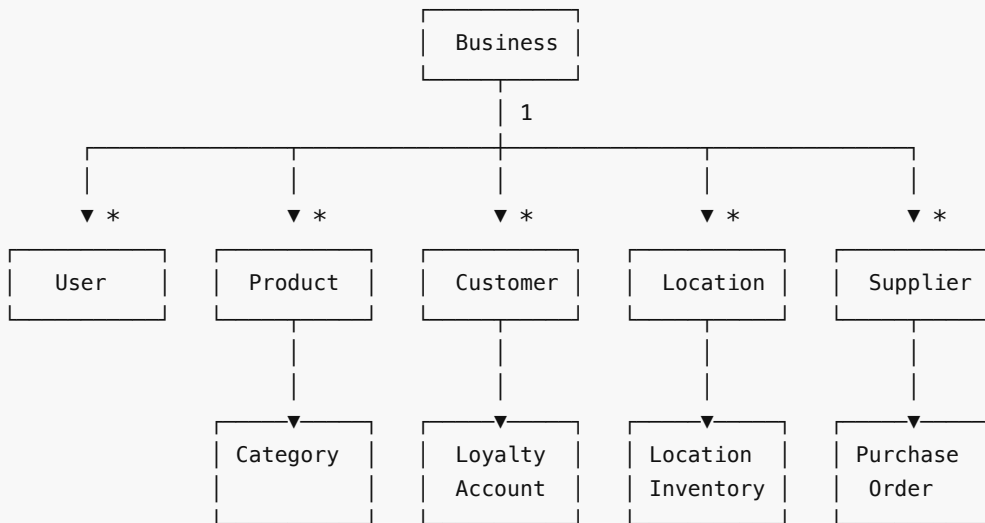 Business
1
* * * * *
User Product Customer Location Supplier
Category Loyalty Location Purchase
Account Inventory Order